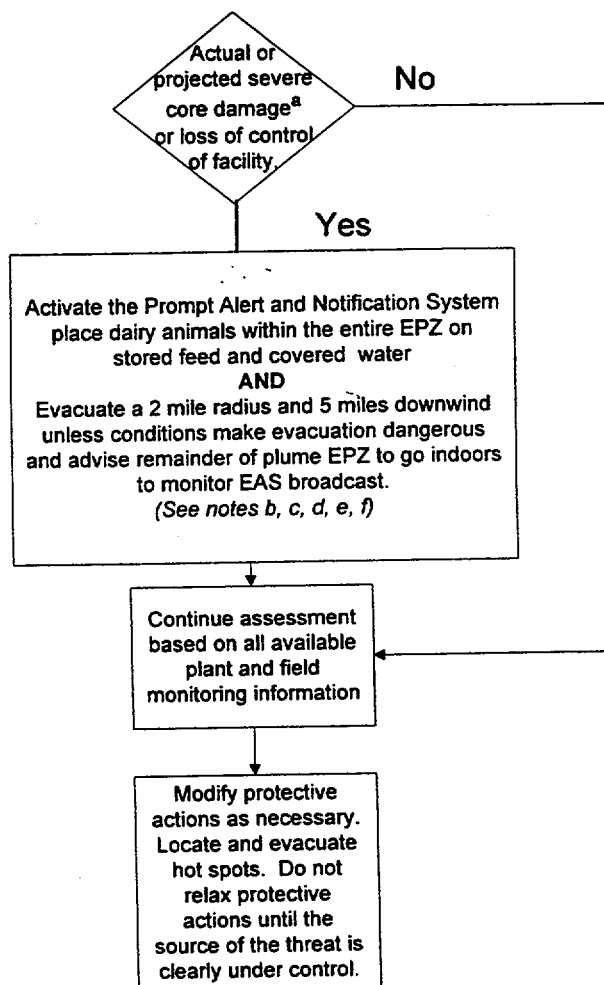 Actual or
projected severe
core damageᵃ
or loss of control
of facility.
No
Yes
Activate the Prompt Alert and Notification System
place dairy animals within the entire EPZ on
stored feed and covered water
AND
Evacuate a 2 mile radius and 5 miles downwind
unless conditions make evacuation dangerous
and advise remainder of plume EPZ to go indoors
to monitor EAS broadcast.
(See notes b, c, d, e, f)
Continue assessment
based on all available
plant and field
monitoring information
Modify protective
actions as necessary.
Locate and evacuate
hot spots. Do not
relax protective
actions until the
source of the threat is
clearly under control.